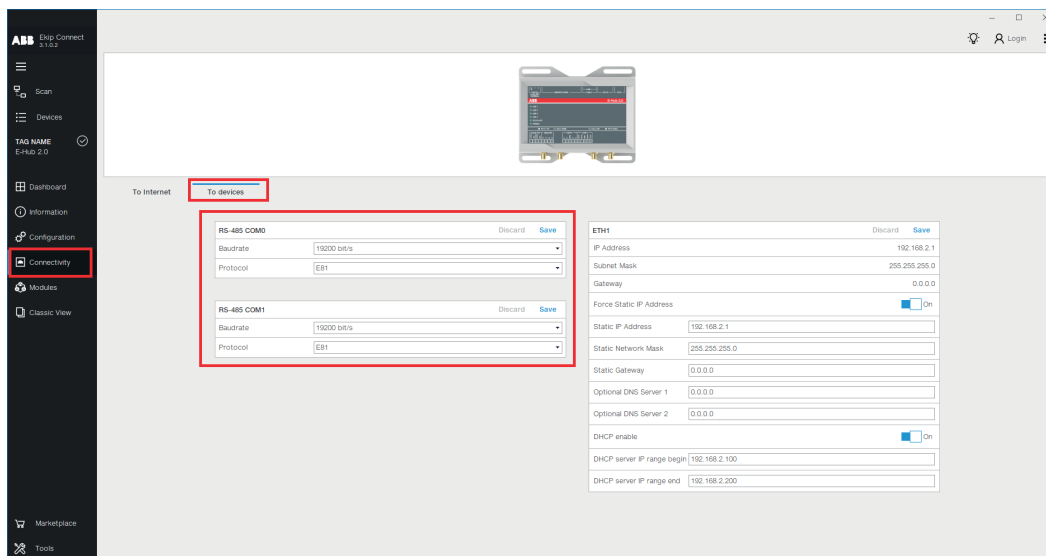 ABB Ekip Connect
3.1.0.2
Login
Scan
Devices
TAG NAME
E-Hub 2.0
Dashboard
Information
Configuration
Connectivity
Modules
Classic View
Marketplace
Tools
ABB E-Hub 2.0
To Internet To devices
RS-485 COM0 Discard Save
Baudrate 19200 bit/s
Protocol E81
RS-485 COM1 Discard Save
Baudrate 19200 bit/s
Protocol E81
ETH1 Discard Save
IP Address 192.168.2.1
Subnet Mask 255.255.255.0
Gateway 0.0.0.0
Force Static IP Address On
Static IP Address 192.168.2.1
Static Network Mask 255.255.255.0
Static Gateway 0.0.0.0
Optional DNS Server 1 0.0.0.0
Optional DNS Server 2 0.0.0.0
DHCP enable On
DHCP server IP range begin 192.168.2.100
DHCP server IP range end 192.168.2.200